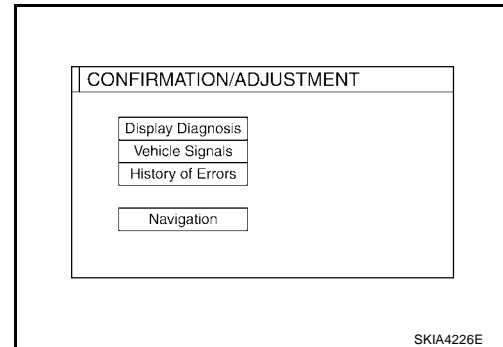 CONFIRMATION/ADJUSTMENT
Display Diagnosis
Vehicle Signals
History of Errors
Navigation
SKIA4226E